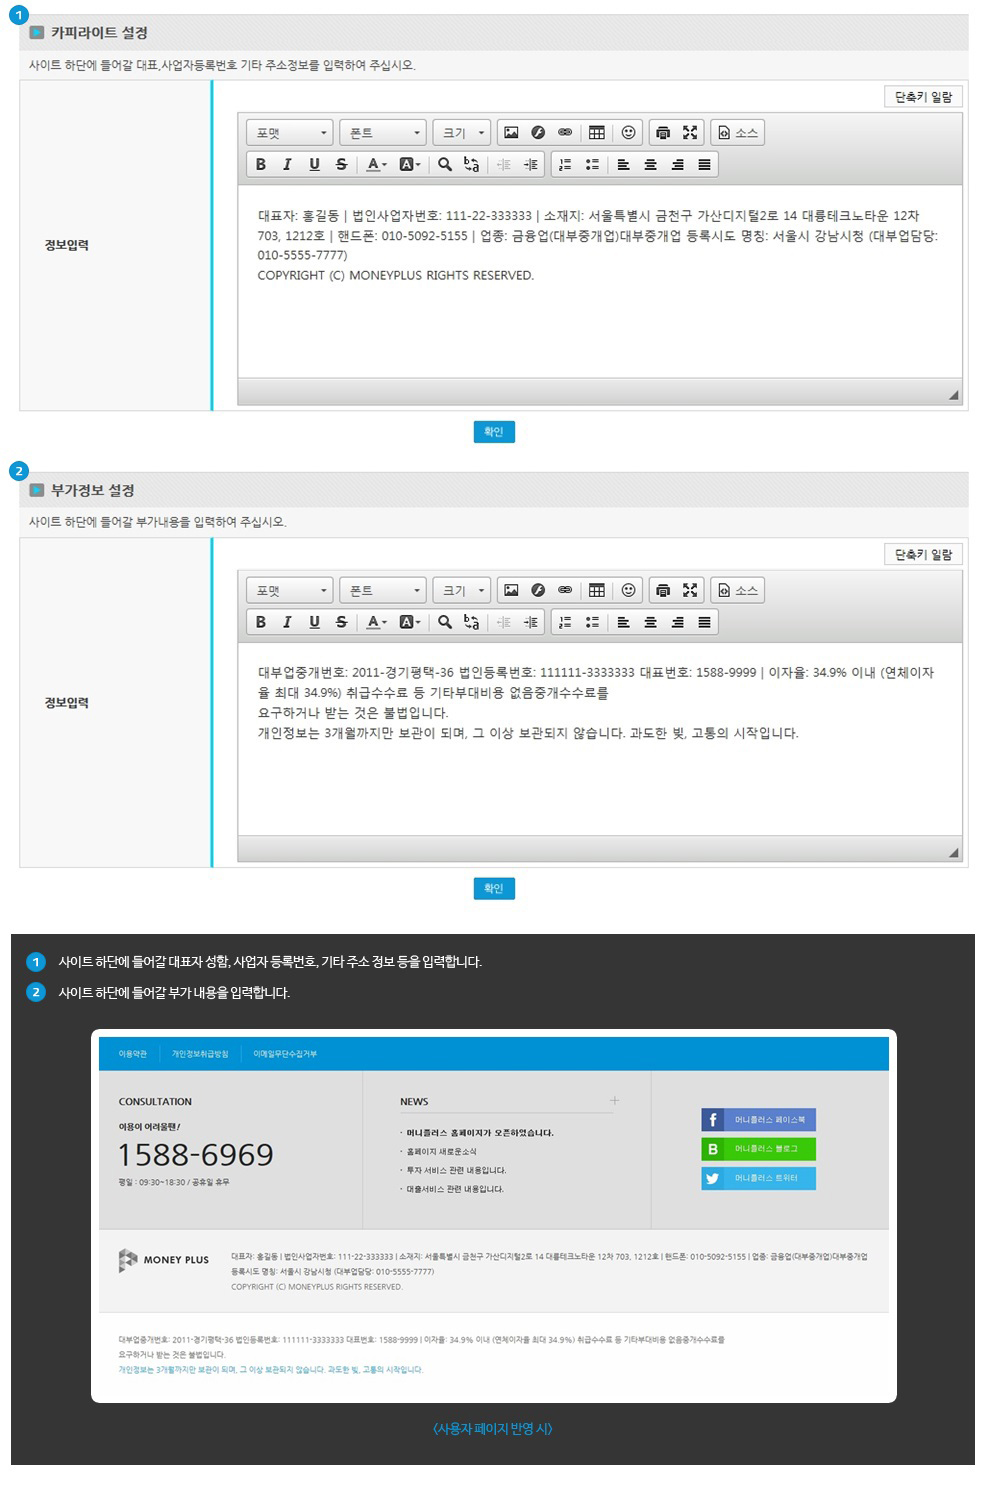 1
카피라이트 설정
사이트 하단에 들어갈 대표,사업자등록번호 기타 주소정보를 입력하여 주십시오.
단축키 일람
포맷 폰트 크기 소스
B I U S A A
정보입력
대표자: 홍길동 | 법인사업자번호: 111-22-333333 | 소재지: 서울특별시 금천구 가산디지털2로 14 대륭테크노타운 12차
703, 1212호 | 핸드폰: 010-5092-5155 | 업종: 금융업(대부중개업)대부중개업 등록시도 명칭: 서울시 강남시청 (대부업담당:
010-5555-7777)
COPYRIGHT (C) MONEYPLUS RIGHTS RESERVED.
확인
2
부가정보 설정
사이트 하단에 들어갈 부가내용을 입력하여 주십시오.
단축키 일람
포맷 폰트 크기 소스
B I U S A A
정보입력
대부업중개번호: 2011-경기평택-36 법인등록번호: 111111-3333333 대표번호: 1588-9999 | 이자율: 34.9% 이내 (연체이자
율 최대 34.9%) 취급수수료 등 기타부대비용 없음중개수수료를
요구하거나 받는 것은 불법입니다.
개인정보는 3개월까지만 보관이 되며, 그 이상 보관되지 않습니다. 과도한 빚, 고통의 시작입니다.
확인
1 사이트 하단에 들어갈 대표자 성함, 사업자 등록번호, 기타 주소 정보 등을 입력합니다.
2 사이트 하단에 들어갈 부가 내용을 입력합니다.
이용약관 개인정보취급방침 이메일무단수집거부
CONSULTATION
이용이 어려울땐!
1588-6969
평일 : 09:30~18:30 / 공휴일 휴무
NEWS
· 머니플러스 홈페이지가 오픈하였습니다.
· 홈페이지 새로운소식
· 투자 서비스 관련 내용입니다.
· 대출서비스 관련 내용입니다.
f 머니플러스 페이스북
B 머니플러스 블로그
머니플러스 트위터
MONEY PLUS
대표자: 홍길동 | 법인사업자번호: 111-22-333333 | 소재지: 서울특별시 금천구 가산디지털2로 14 대륭테크노타운 12차 703, 1212호 | 핸드폰: 010-5092-5155 | 업종: 금융업(대부중개업)대부중개업
등록시도 명칭: 서울시 강남시청 (대부업담당: 010-5555-7777)
COPYRIGHT (C) MONEYPLUS RIGHTS RESERVED.
대부업중개번호: 2011-경기평택-36 법인등록번호: 111111-3333333 대표번호: 1588-9999 | 이자율: 34.9% 이내 (연체이자율 최대 34.9%) 취급수수료 등 기타부대비용 없음중개수수료를
요구하거나 받는 것은 불법입니다.
개인정보는 3개월까지만 보관이 되며, 그 이상 보관되지 않습니다. 과도한 빚, 고통의 시작입니다.
<사용자 페이지 반영 시>